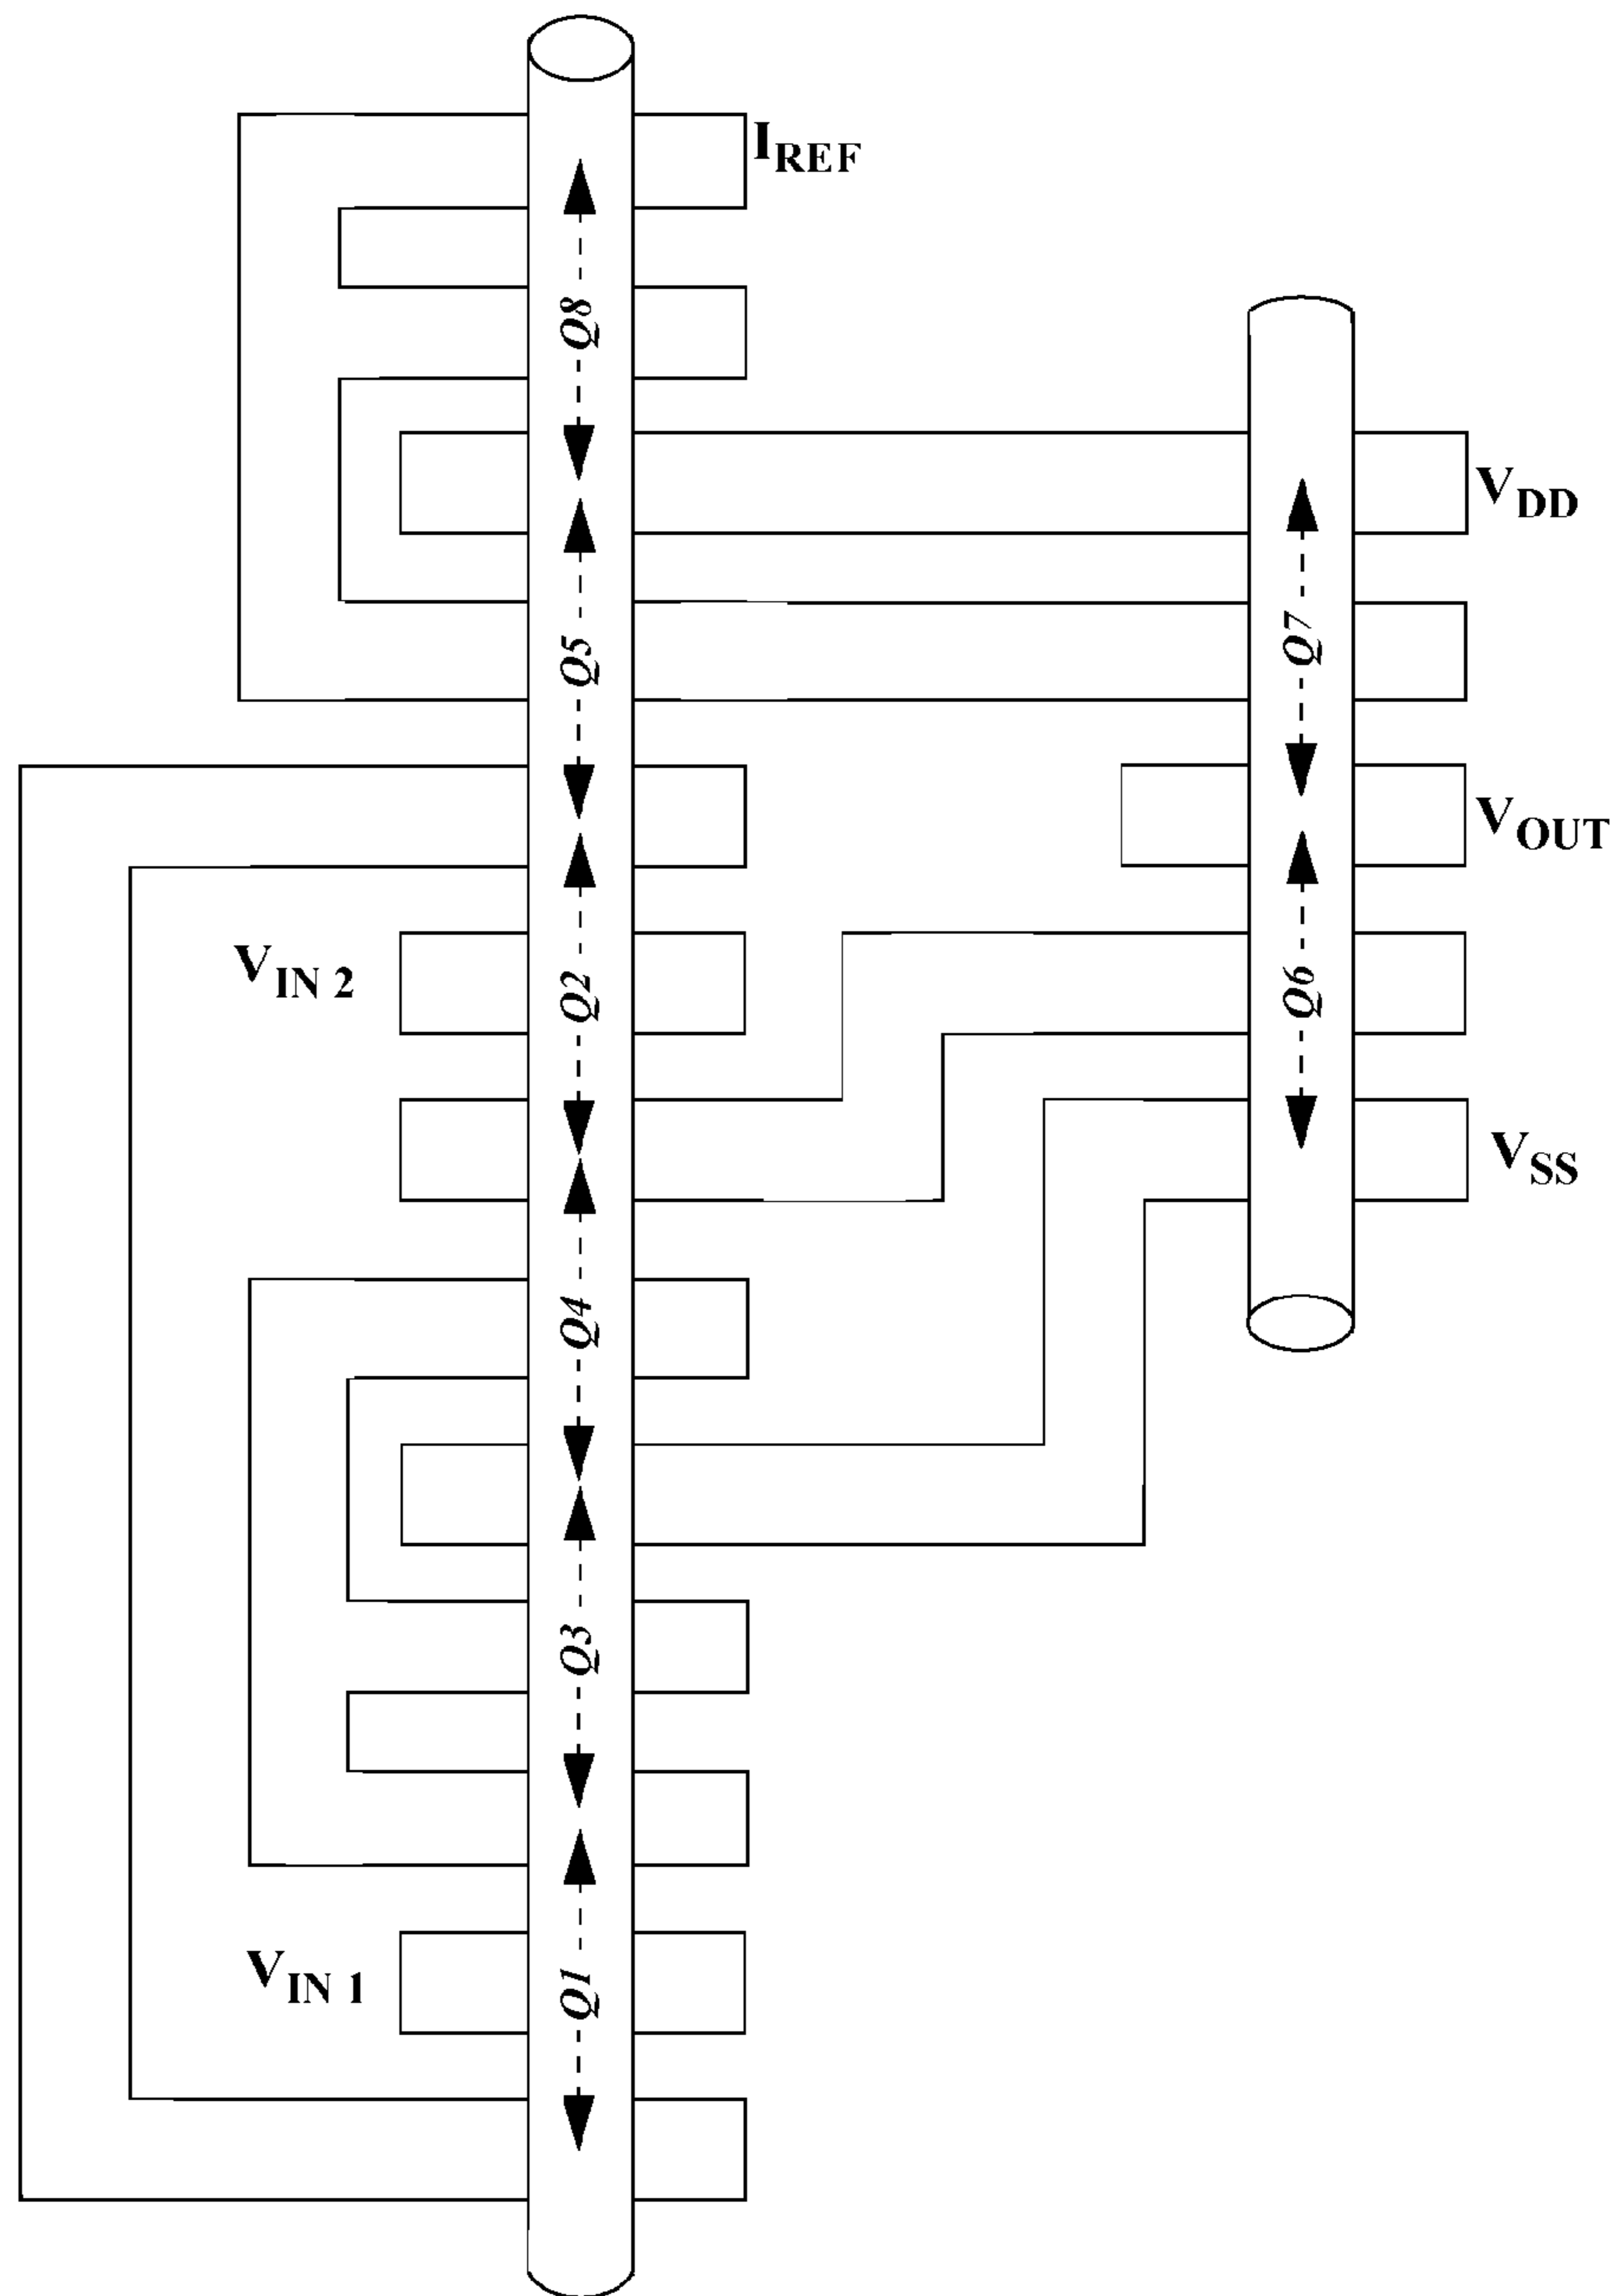 I_REF
Q8
V_DD
Q5
Q7
V_OUT
V_IN 2
Q2
Q6
V_SS
Q4
Q3
V_IN 1
Q1